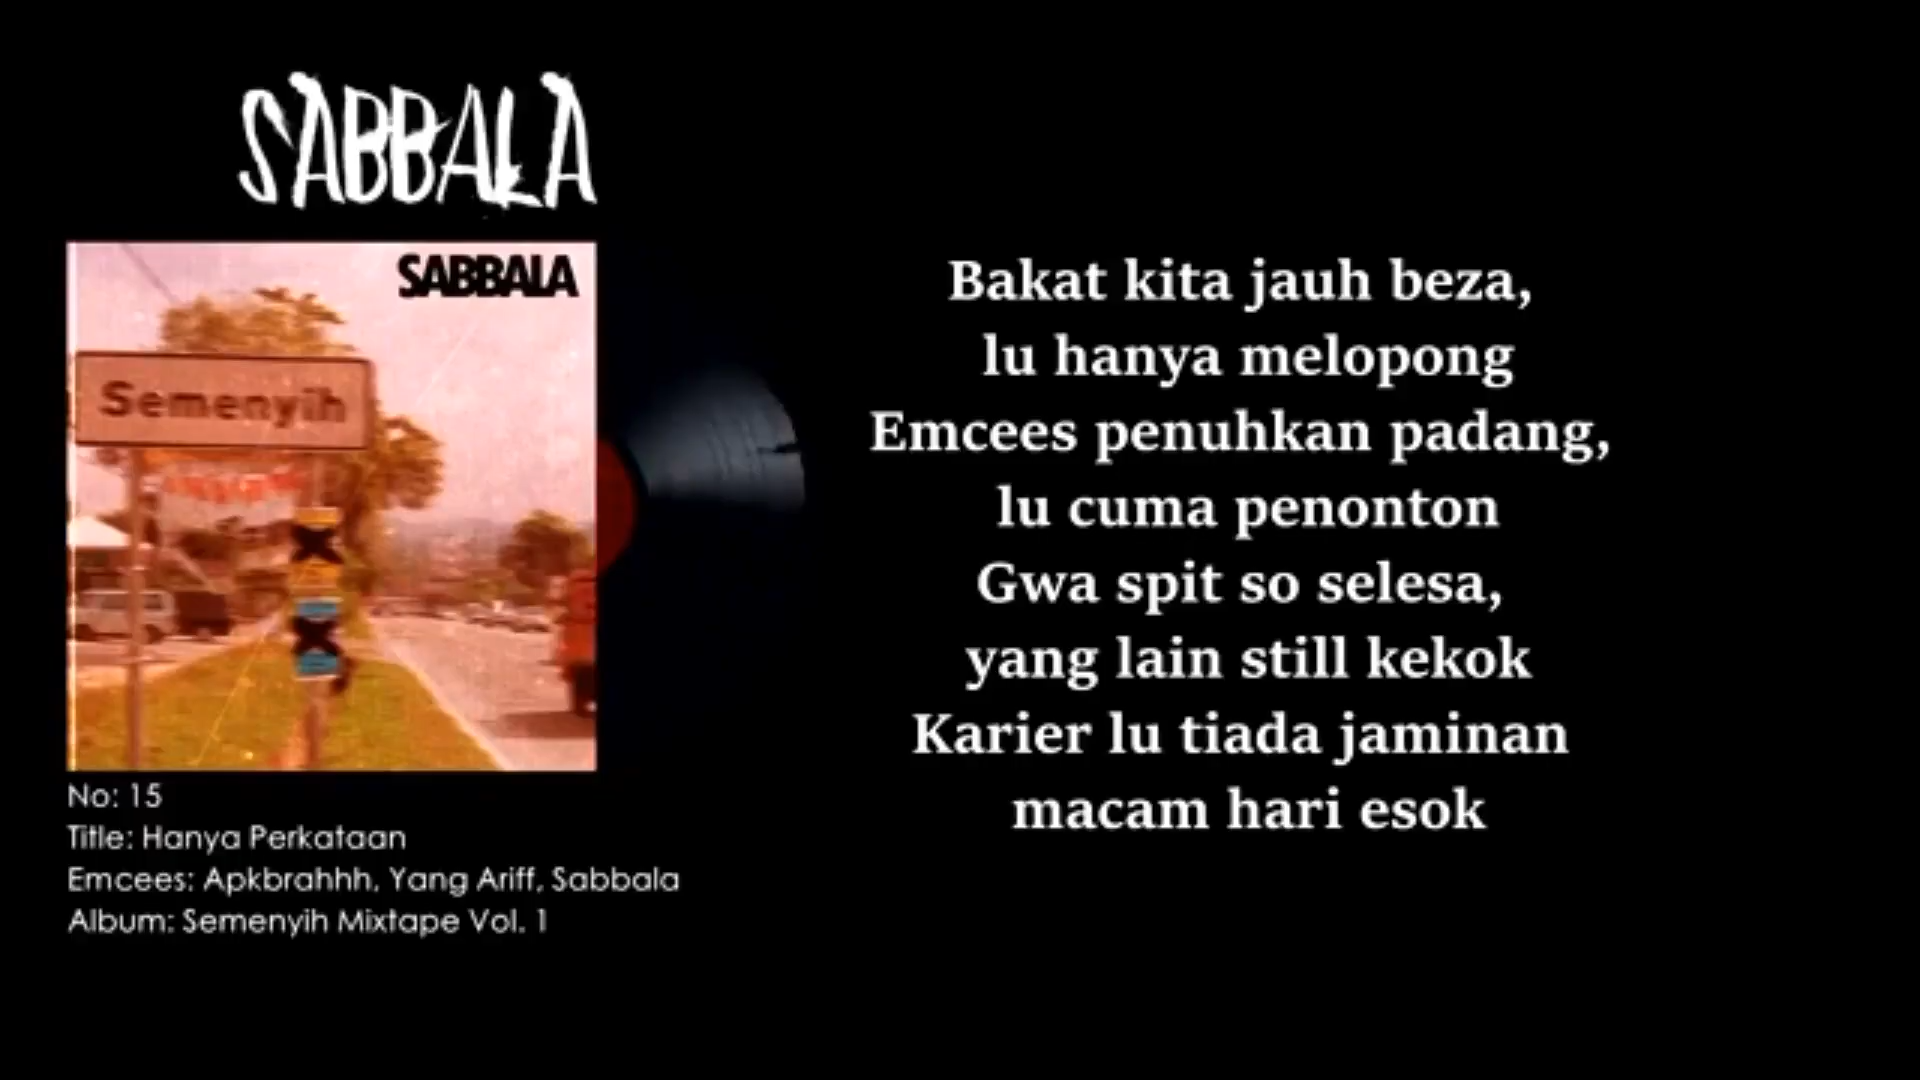 SABBALA
SABBALA
Semenyih
No: 15
Title: Hanya Perkataan
Emcees: Apkbrahhh, Yang Ariff, Sabbala
Album: Semenyih Mixtape Vol. 1
Bakat kita jauh beza,
lu hanya melopong
Emcees penuhkan padang,
lu cuma penonton
Gwa spit so selesa,
yang lain still kekok
Karier lu tiada jaminan
macam hari esok